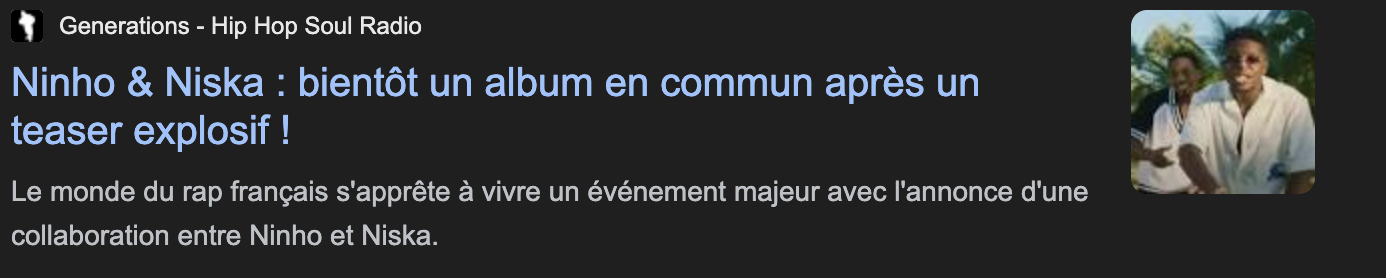 Generations - Hip Hop Soul Radio
Ninho & Niska : bientôt un album en commun après un
teaser explosif !
Le monde du rap français s'apprête à vivre un événement majeur avec l'annonce d'une
collaboration entre Ninho et Niska.